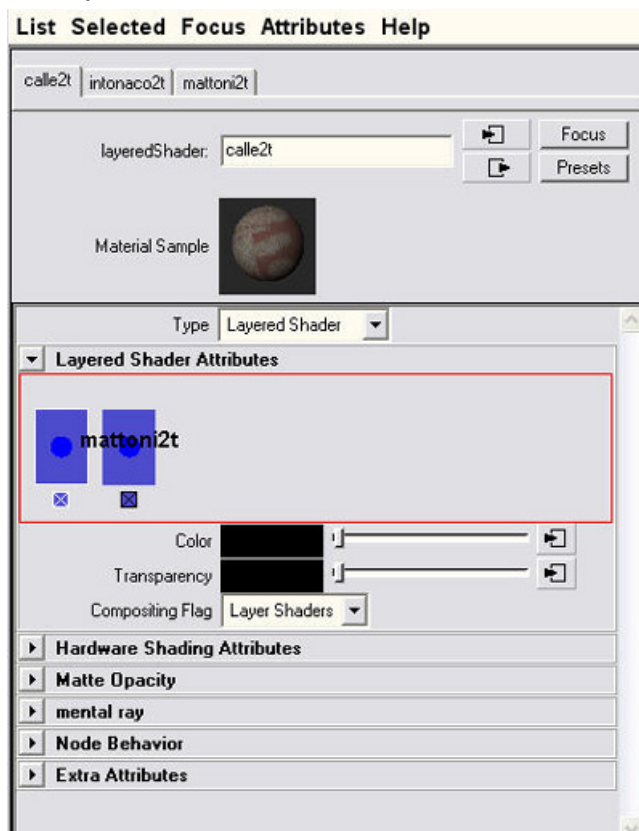 List Selected Focus Attributes Help
calle2t intonaco2t mattoni2t
layeredShader: calle2t
Focus
Presets
Material Sample
Type Layered Shader
Layered Shader Attributes
mattoni2t
Color
Transparency
Compositing Flag Layer Shaders
Hardware Shading Attributes
Matte Opacity
mental ray
Node Behavior
Extra Attributes